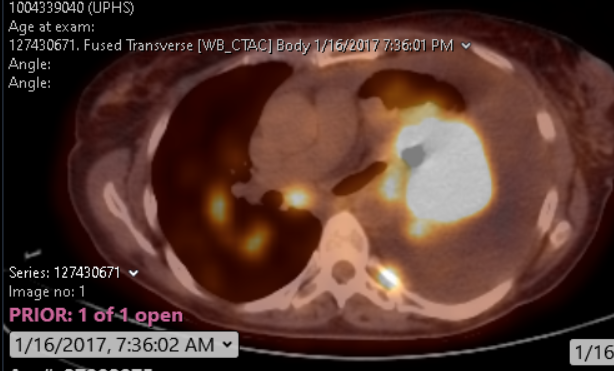 1004339040 (UPHS)
Age at exam:
127430671. Fused Transverse [WB_CTAC] Body 1/16/2017 7:36:01 PM
Angle:
Angle:
Series: 127430671
Image no: 1
PRIOR: 1 of 1 open
1/16/2017, 7:36:02 AM
1/16